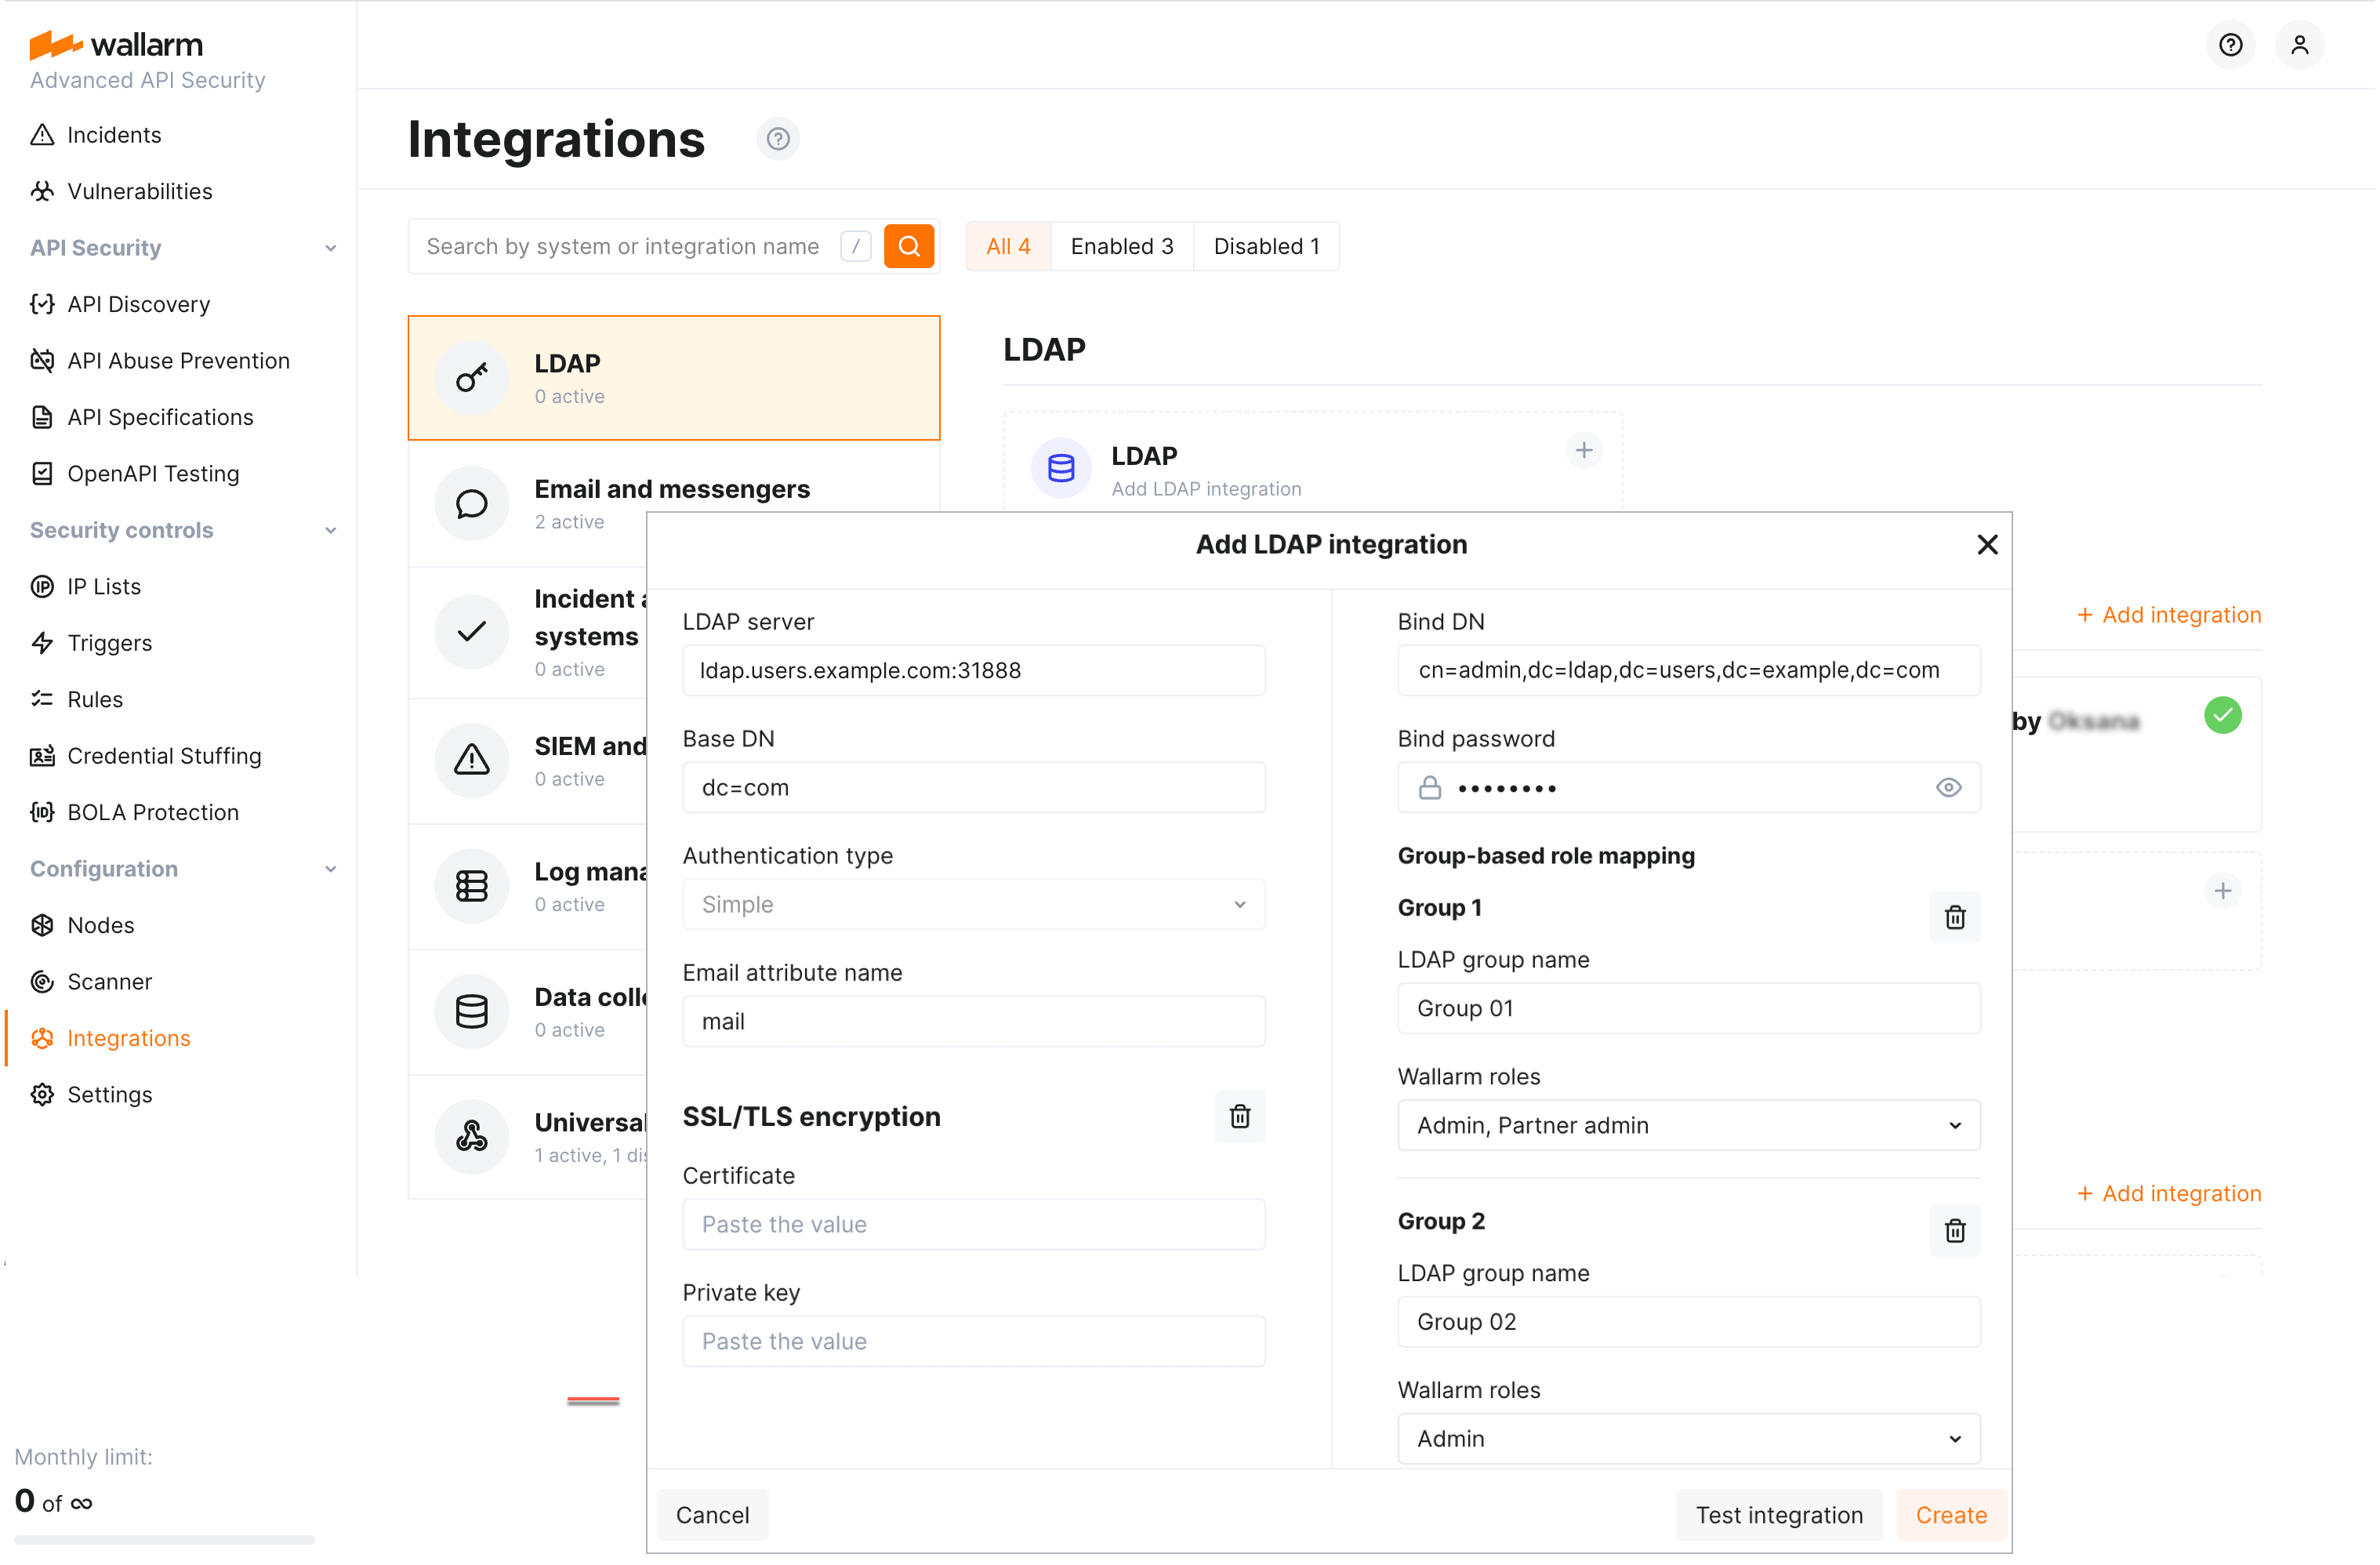 wallarm
Advanced API Security
Incidents
Vulnerabilities
API Security
API Discovery
API Abuse Prevention
API Specifications
OpenAPI Testing
Security controls
IP Lists
Triggers
Rules
Credential Stuffing
BOLA Protection
Configuration
Nodes
Scanner
Integrations
Settings
Monthly limit:
0 of ∞
Integrations
Search by system or integration name /
All 4 Enabled 3 Disabled 1
LDAP
0 active
Email and messengers
2 active
Incident
systems
0 active
SIEM and
0 active
Log mana
0 active
Data colle
0 active
Universal
1 active, 1 dis
LDAP
LDAP
Add LDAP integration
+ Add integration
by Oksana
+ Add integration
Add LDAP integration
LDAP server
ldap.users.example.com:31888
Base DN
dc=com
Authentication type
Simple
Email attribute name
mail
SSL/TLS encryption
Certificate
Paste the value
Private key
Paste the value
Bind DN
cn=admin,dc=ldap,dc=users,dc=example,dc=com
Bind password
••••••••
Group-based role mapping
Group 1
LDAP group name
Group 01
Wallarm roles
Admin, Partner admin
Group 2
LDAP group name
Group 02
Wallarm roles
Admin
Cancel
Test integration
Create